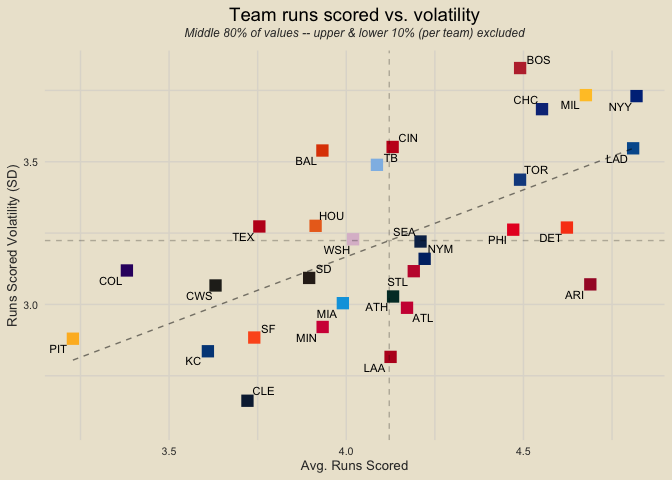 Team runs scored vs. volatility
Middle 80% of values -- upper & lower 10% (per team) excluded
BOS
CHC
MIL
NYY
CIN
BAL
TB
LAD
TOR
HOU
TEX
SEA
PHI
DET
WSH
NYM
COL
SD
STL
CWS
ARI
ATH
MIA
ATL
PIT
SF
MIN
KC
LAA
CLE
3.5
3.0
Runs Scored Volatility (SD)
3.5
4.0
4.5
Avg. Runs Scored